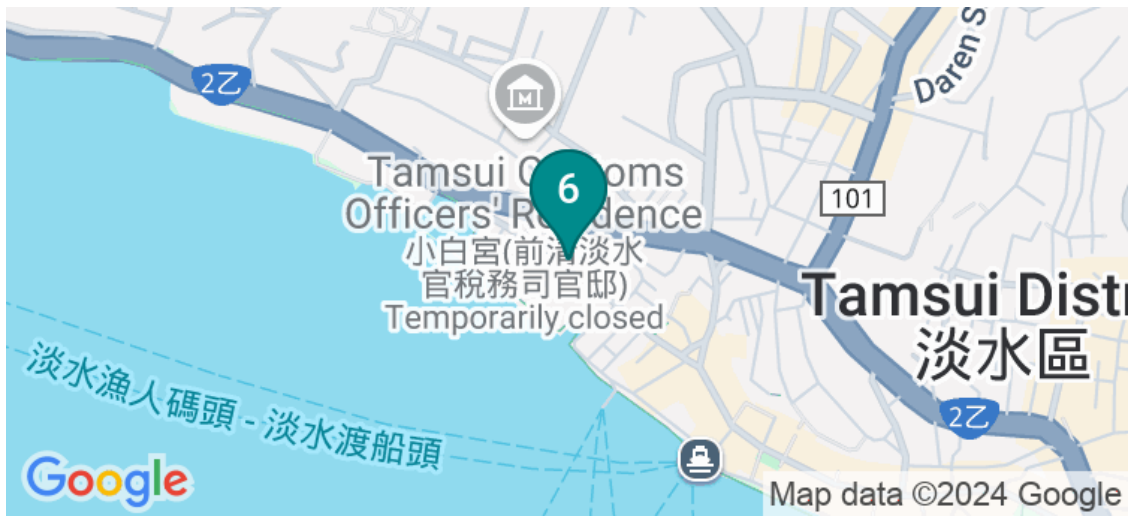 2乙
Daren S
Tamsui C oms
Officers' R dence
6
小白宮(前清淡水
官稅務司官邸)
Temporarily closed
101
Tamsui Distr
淡水區
2乙
淡水漁人碼頭 - 淡水渡船頭
Google
Map data ©2024 Google